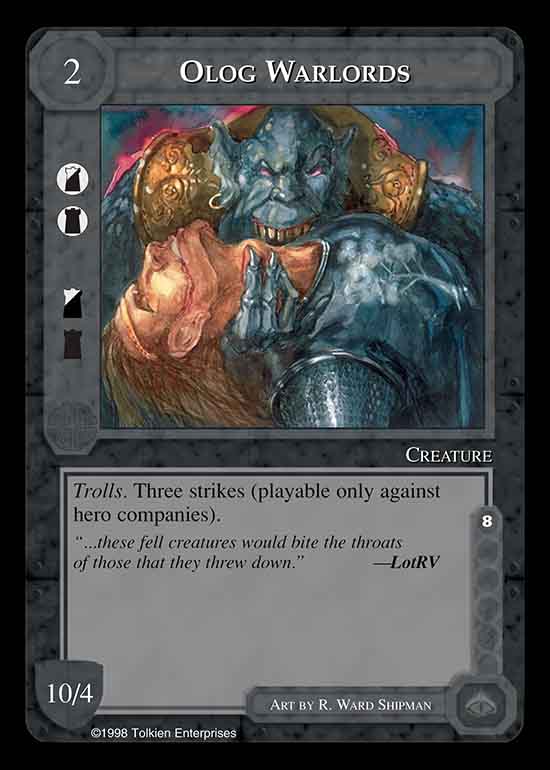 2
OLOG WARLORDS
CREATURE
Trolls. Three strikes (playable only against
hero companies).
8
“...these fell creatures would bite the throats
of those that they threw down.” —LotRV
10/4
ART BY R. WARD SHIPMAN
©1998 Tolkien Enterprises